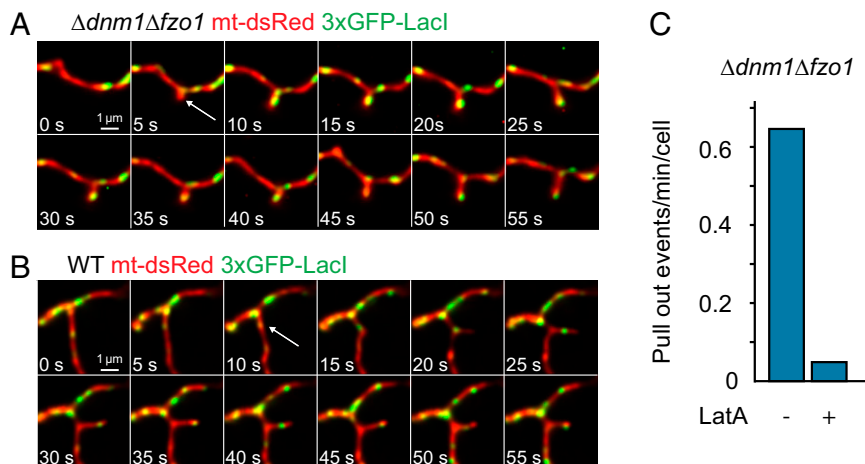 A Δdnm1Δfzo1 mt-dsRed 3xGFP-LacI
0 s 5 s 10 s 15 s 20s 25 s
1 µm
30 s 35 s 40 s 45 s 50 s 55 s
B WT mt-dsRed 3xGFP-LacI
0 s 5 s 10 s 15 s 20 s 25 s
1µm
30 s 35 s 40 s 45 s 50 s 55 s
C
Δdnm1Δfzo1
Pull out events/min/cell
0.6
0.4
0.2
0
LatA - +